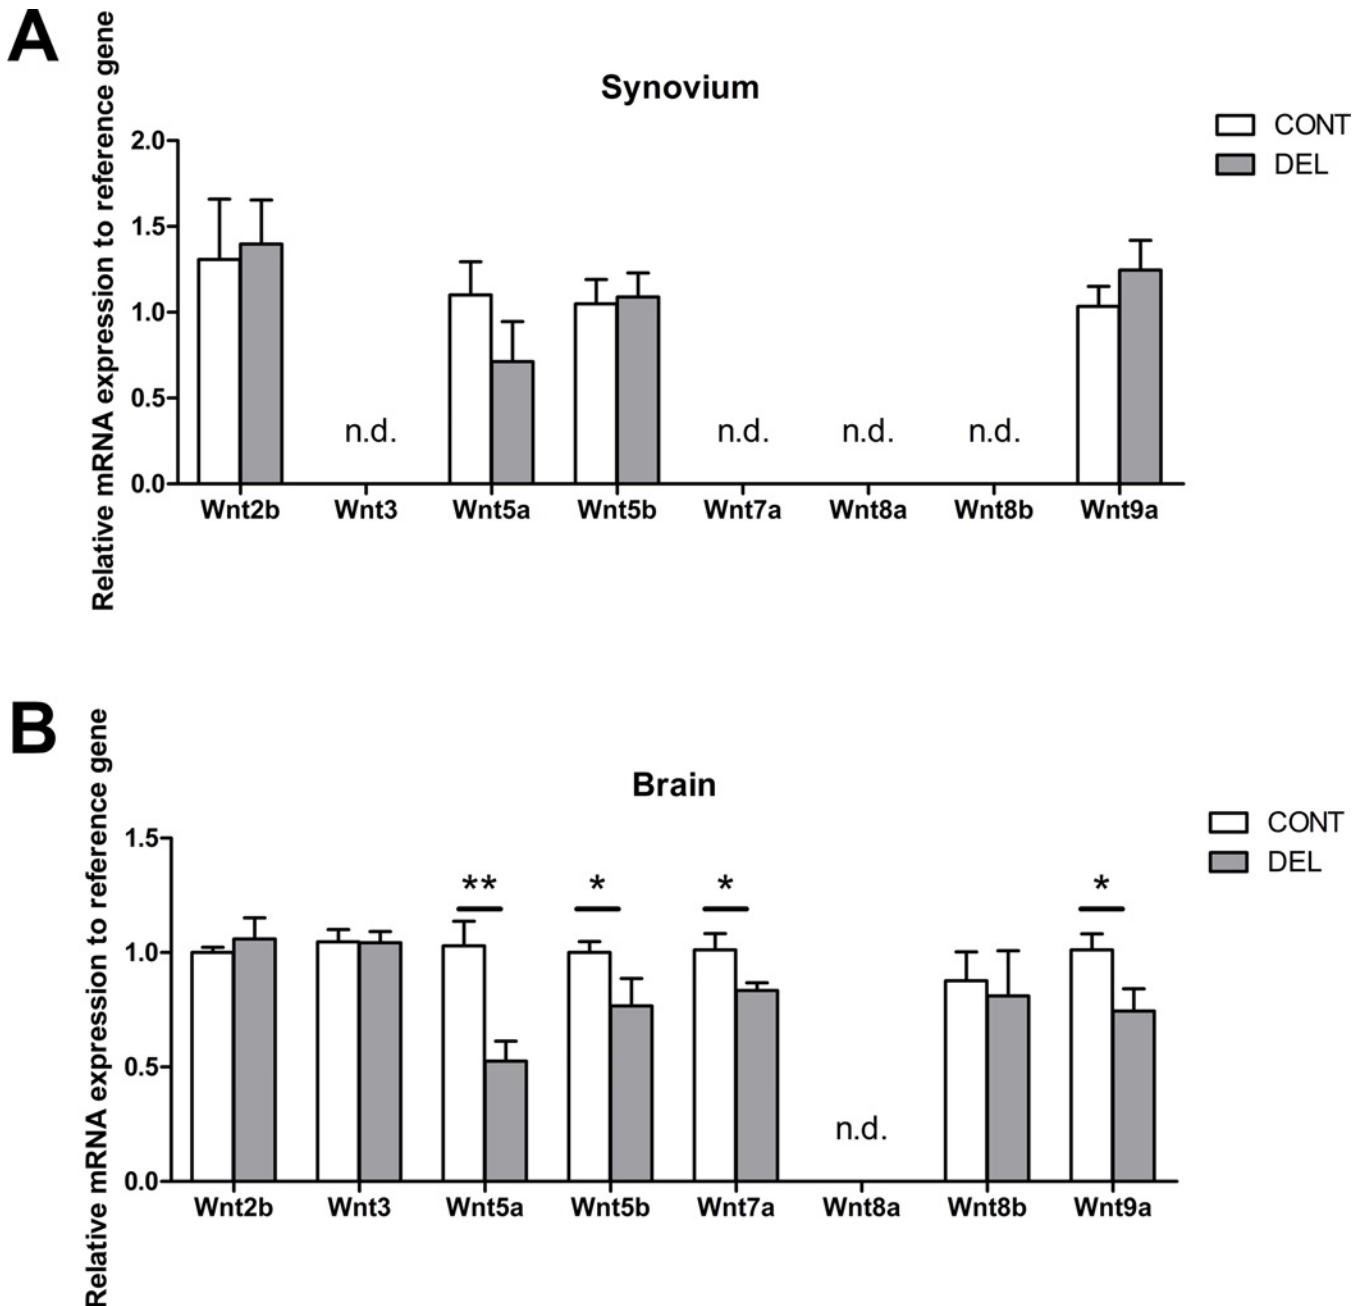 A
Relative mRNA expression to reference gene
Synovium
CONT
DEL
2.0
1.5
1.0
0.5
0.0
n.d.
n.d.
n.d.
n.d.
Wnt2b Wnt3 Wnt5a Wnt5b Wnt7a Wnt8a Wnt8b Wnt9a
B
Relative mRNA expression to reference gene
Brain
CONT
DEL
1.5
1.0
0.5
0.0
** * * *
n.d.
Wnt2b Wnt3 Wnt5a Wnt5b Wnt7a Wnt8a Wnt8b Wnt9a